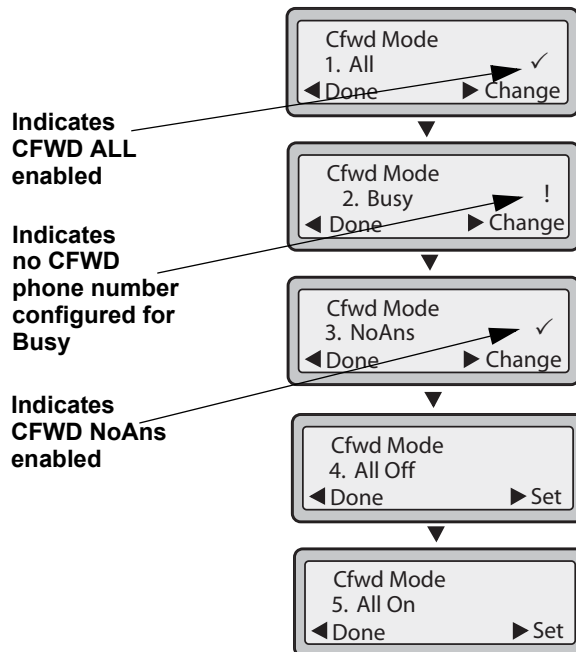 Cfwd Mode
1. All ✓
◀ Done ▶ Change
Indicates
CFWD ALL
enabled
Cfwd Mode
2. Busy !
◀ Done ▶ Change
Indicates
no CFWD
phone number
configured for
Busy
Cfwd Mode
3. NoAns ✓
◀ Done ▶ Change
Indicates
CFWD NoAns
enabled
Cfwd Mode
4. All Off
◀ Done ▶ Set
Cfwd Mode
5. All On
◀ Done ▶ Set